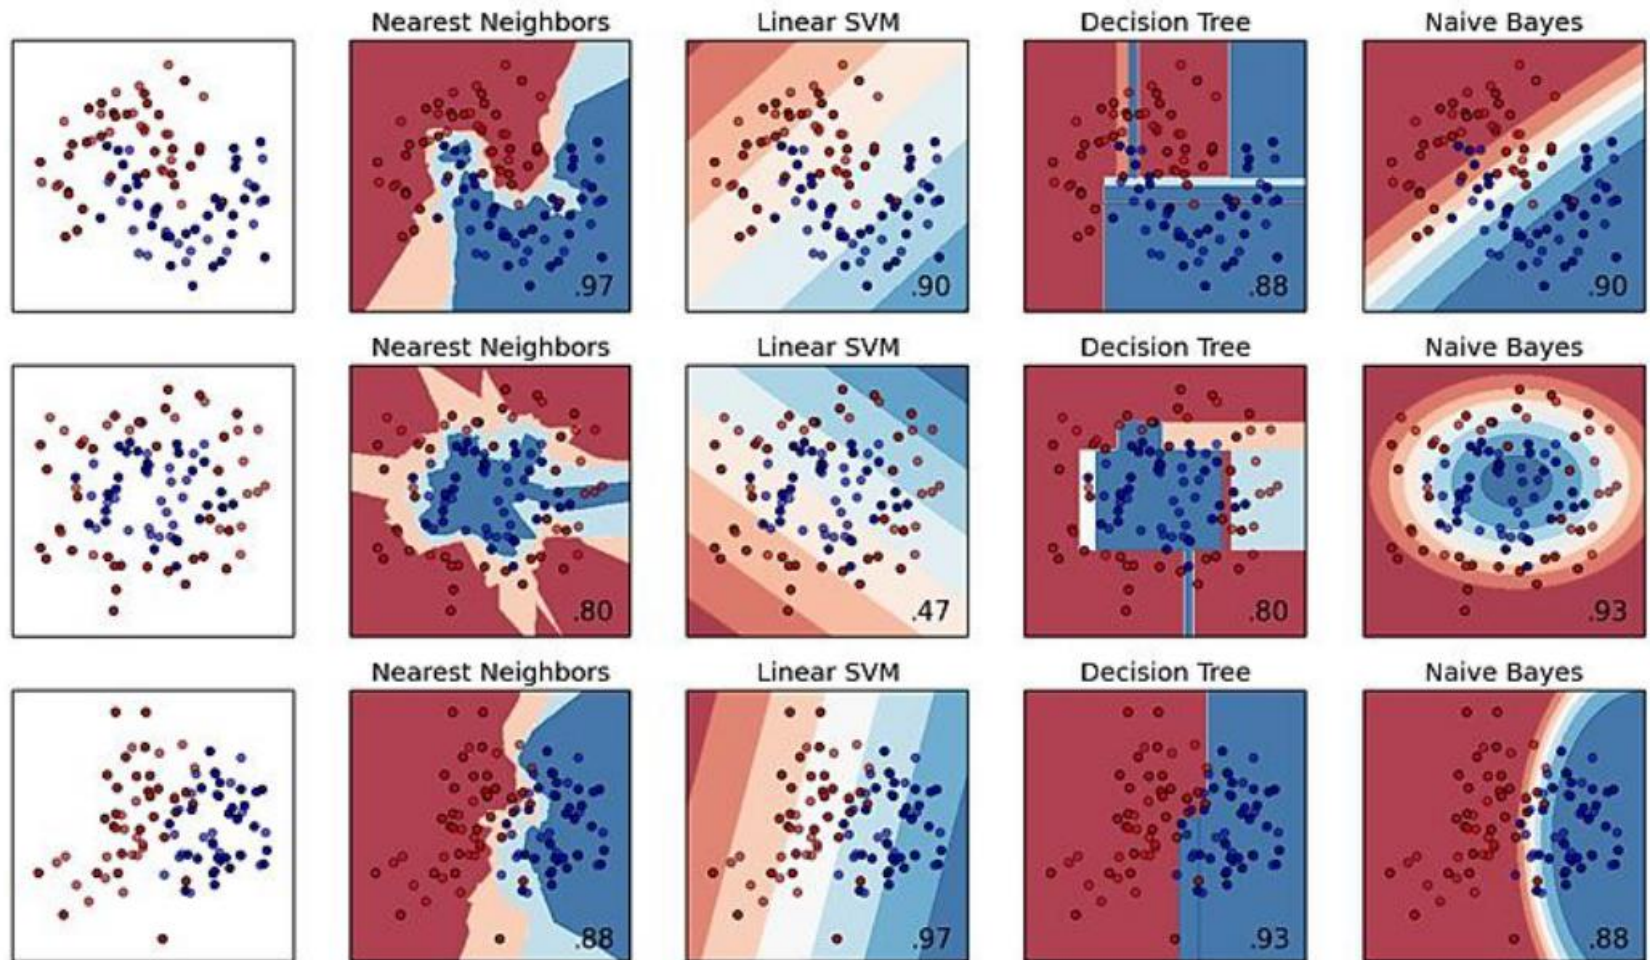 Nearest Neighbors Linear SVM Decision Tree Naive Bayes
.97 .90 .88 .90
Nearest Neighbors Linear SVM Decision Tree Naive Bayes
.80 .47 .80 .93
Nearest Neighbors Linear SVM Decision Tree Naive Bayes
.88 .97 .93 .88